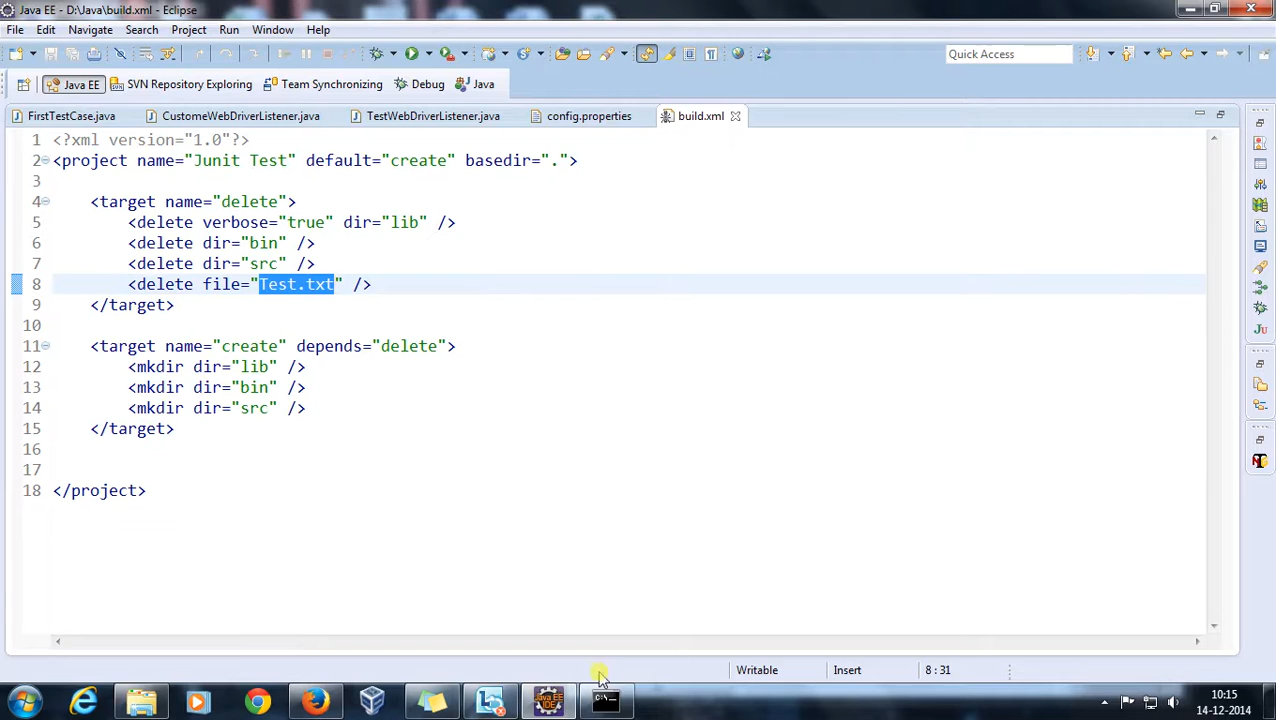 Java EE - D:\Java\build.xml - Eclipse
File Edit Navigate Search Project Run Window Help
Quick Access
Java EE SVN Repository Exploring Team Synchronizing Debug Java
FirstTestCase.java CustomeWebDriverListener.java TestWebDriverListener.java config.properties build.xml
1 <?xml version="1.0"?>
2 <project name="Junit Test" default="create" basedir=".">
3
4 <target name="delete">
5 <delete verbose="true" dir="lib" />
6 <delete dir="bin" />
7 <delete dir="src" />
8 <delete file="Test.txt" />
9 </target>
10
11 <target name="create" depends="delete">
12 <mkdir dir="lib" />
13 <mkdir dir="bin" />
14 <mkdir dir="src" />
15 </target>
16
17
18 </project>
Writable Insert 8 : 31
Java EE
IDE
C:\_
10:15
14-12-2014